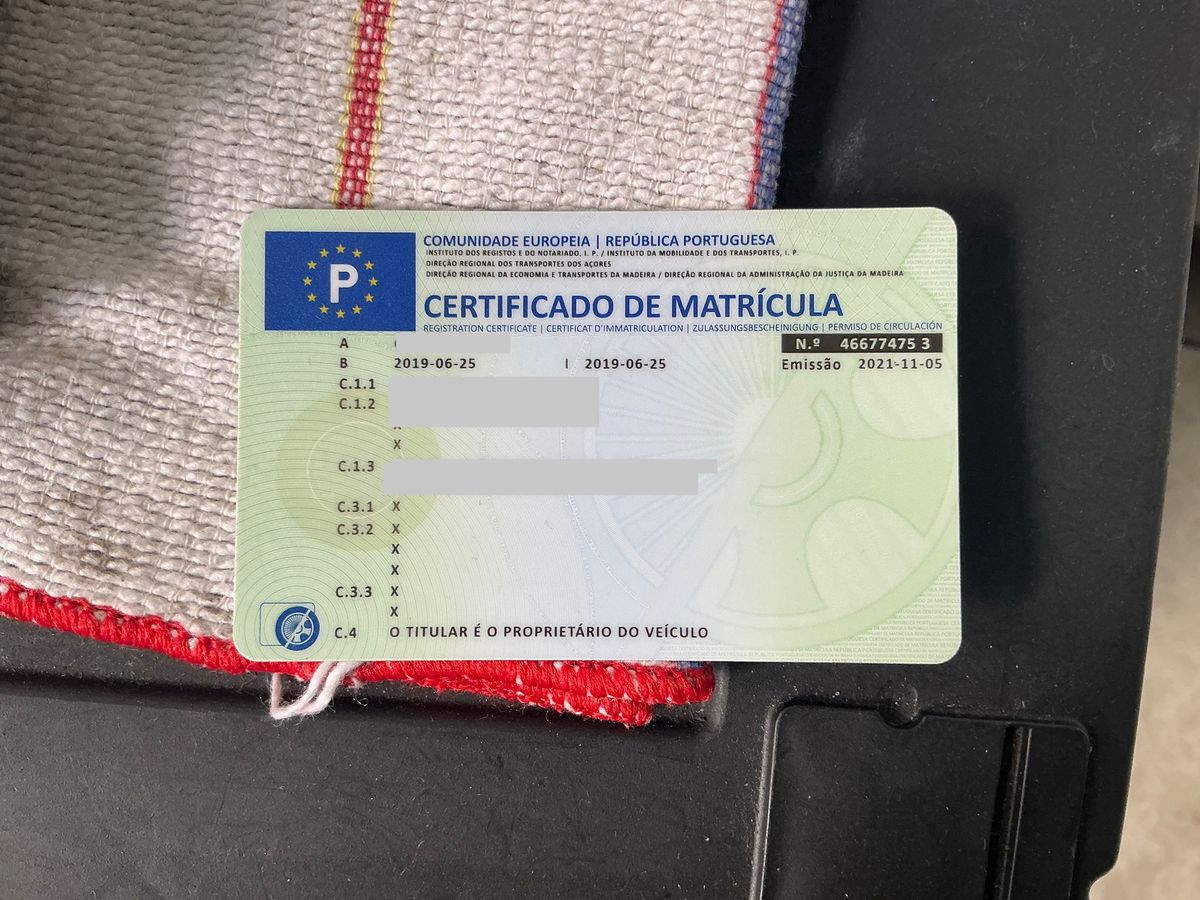 P
COMUNIDADE EUROPEIA | REPÚBLICA PORTUGUESA
INSTITUTO DOS REGISTOS E DO NOTARIADO, I. P. / INSTITUTO DA MOBILIDADE E DOS TRANSPORTES, I. P.
DIREÇÃO REGIONAL DOS TRANSPORTES DOS AÇORES
DIREÇÃO REGIONAL DA ECONOMIA E TRANSPORTES DA MADEIRA / DIREÇÃO REGIONAL DA ADMINISTRAÇÃO DA JUSTIÇA DA MADEIRA
CERTIFICADO DE MATRÍCULA
REGISTRATION CERTIFICATE | CERTIFICAT D'IMMATRICULATION | ZULASSUNGSBESCHEINIGUNG | PERMISO DE CIRCULACIÓN
A N.º 46677475 3
B 2019-06-25 I 2019-06-25 Emissão 2021-11-05
C.1.1
C.1.2
X
X
C.1.3
C.3.1 X
C.3.2 X
X
X
C.3.3 X
X
C.4 O TITULAR É O PROPRIETÁRIO DO VEÍCULO